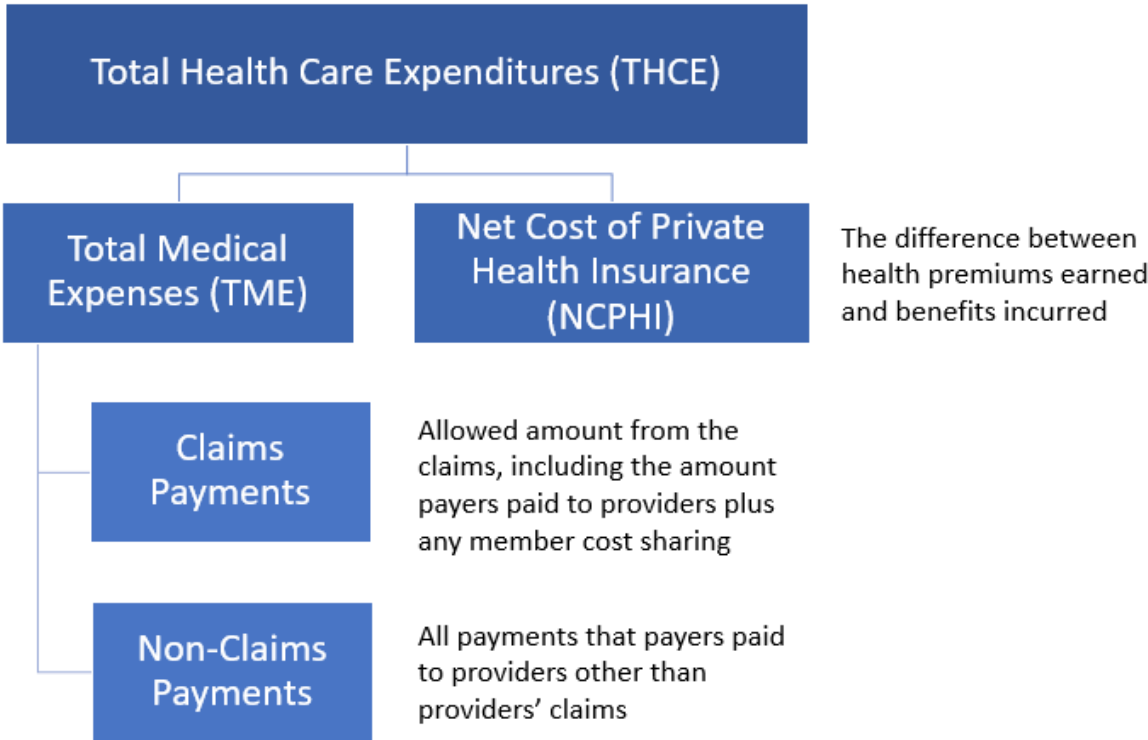 Total Health Care Expenditures (THCE)
Total Medical
Expenses (TME)
Net Cost of Private
Health Insurance
(NCPHI)
The difference between
health premiums earned
and benefits incurred
Claims
Payments
Allowed amount from the
claims, including the amount
payers paid to providers plus
any member cost sharing
Non-Claims
Payments
All payments that payers paid
to providers other than
providers’ claims